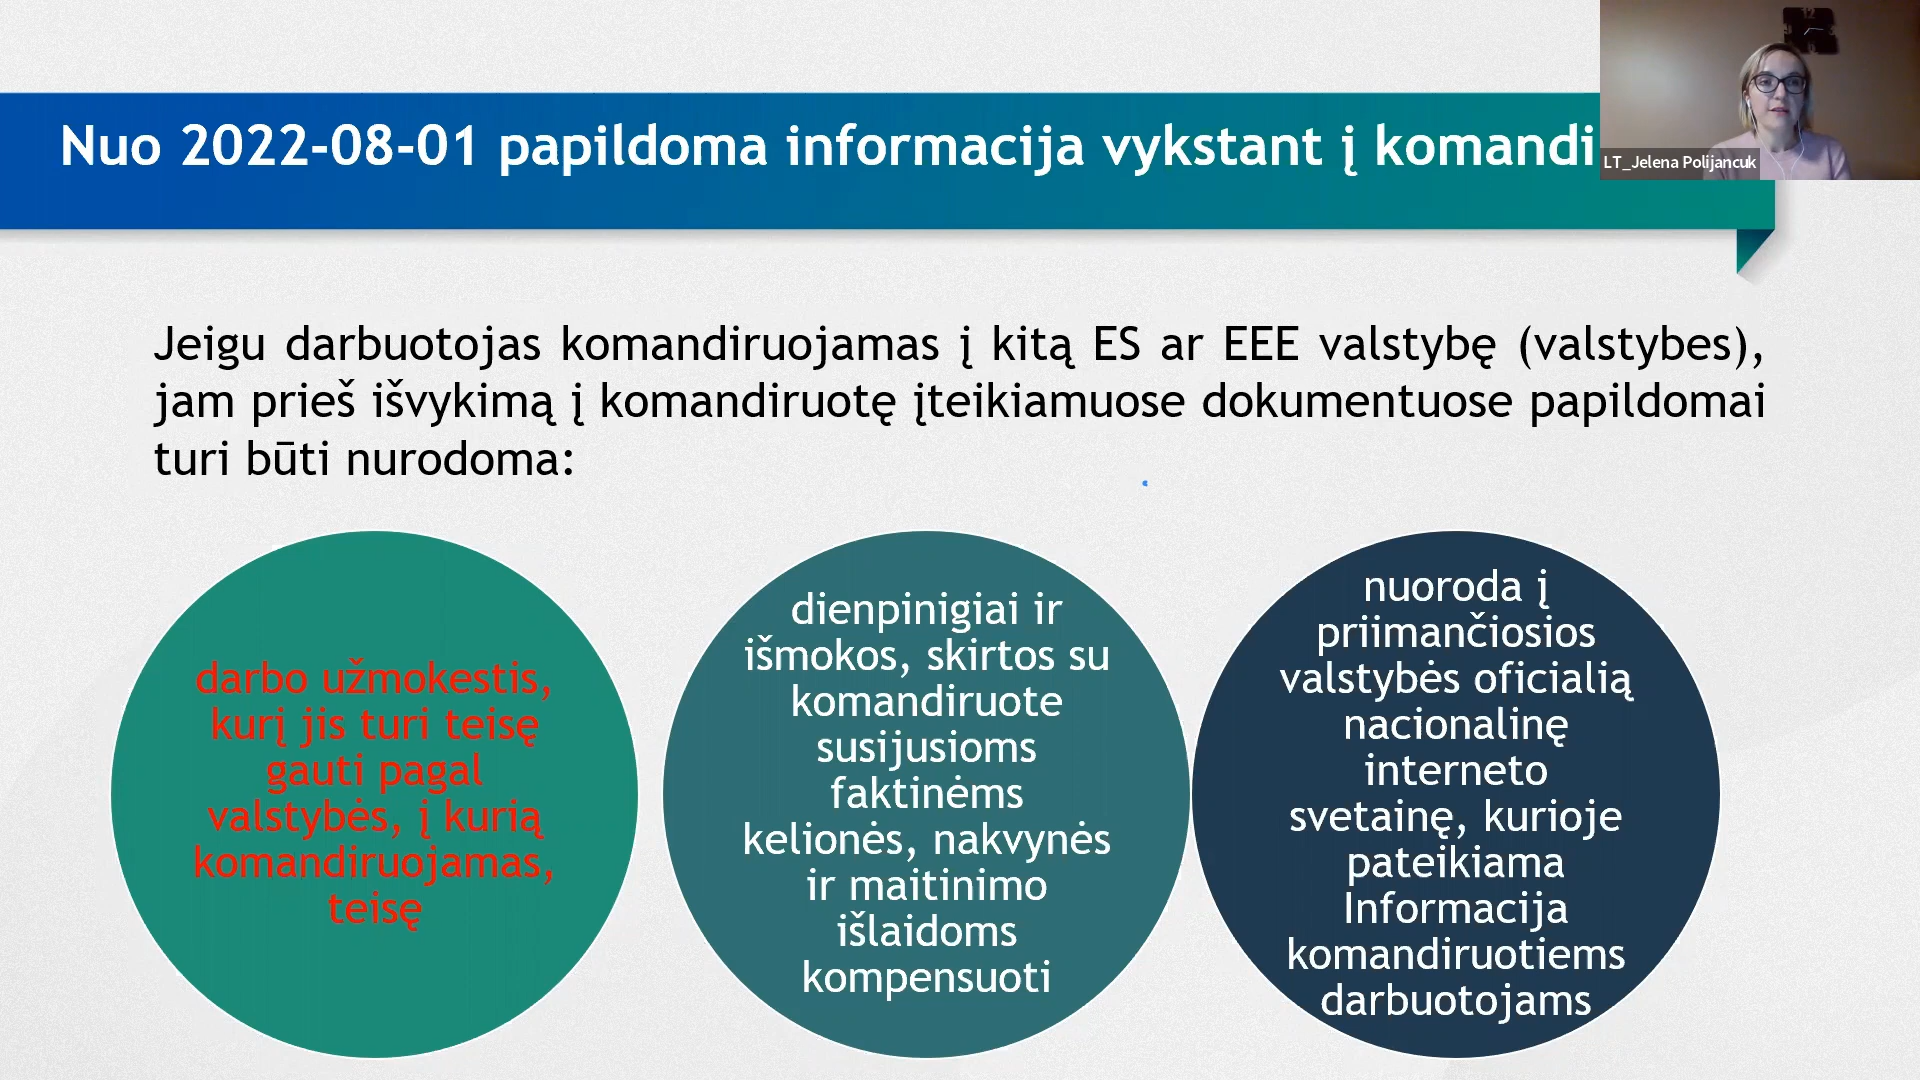 Nuo 2022-08-01 papildoma informacija vykstant į komandi
LT_Jelena Polijancuk
Jeigu darbuotojas komandiruojamas į kitą ES ar EEE valstybę (valstybes),
jam prieš išvykimą į komandiruotę įteikiamuose dokumentuose papildomai
turi būti nurodoma:
darbo užmokestis,
kurį jis turi teisę
gauti pagal
valstybės, į kurią
komandiruojamas,
teisę
dienpinigiai ir
išmokos, skirtos su
komandiruote
susijusioms
faktinėms
kelionės, nakvynės
ir maitinimo
išlaidoms
kompensuoti
nuoroda į
priimančiosios
valstybės oficialią
nacionalinę
interneto
svetainę, kurioje
pateikiama
Informacija
komandiruotiems
darbuotojams